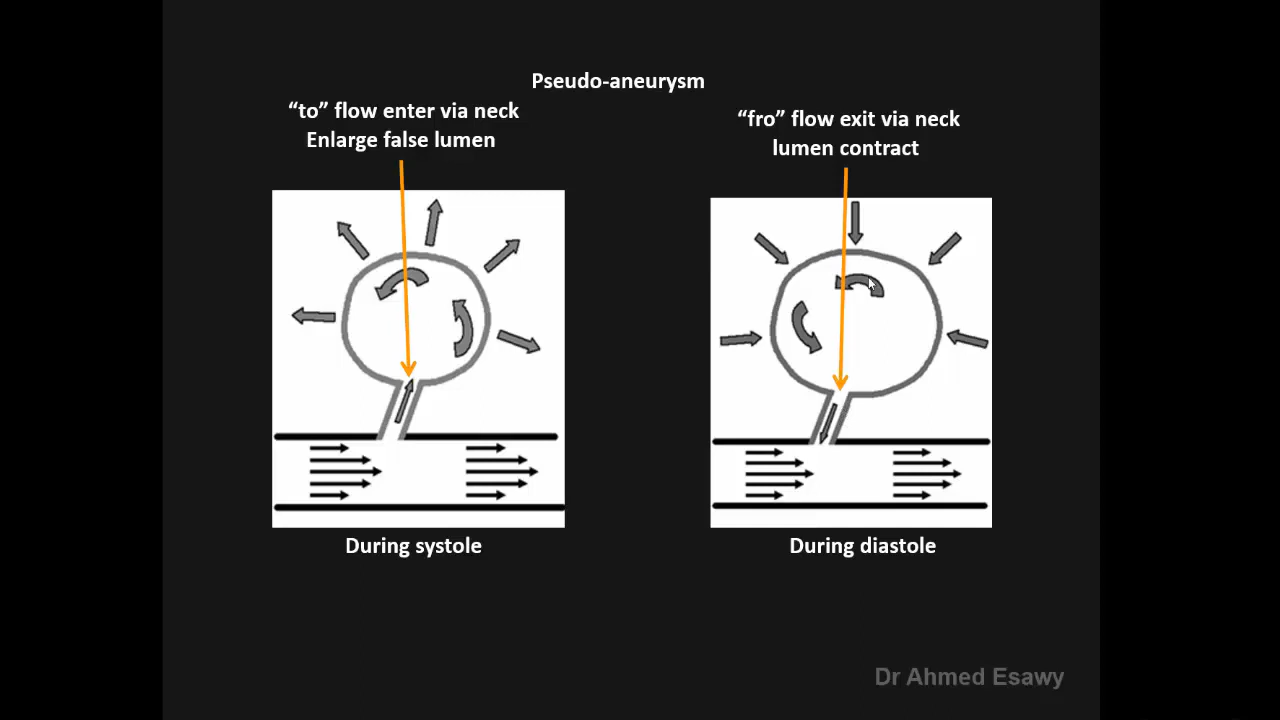 Pseudo-aneurysm
“to” flow enter via neck
Enlarge false lumen
“fro” flow exit via neck
lumen contract
During systole
During diastole
Dr Ahmed Esawy